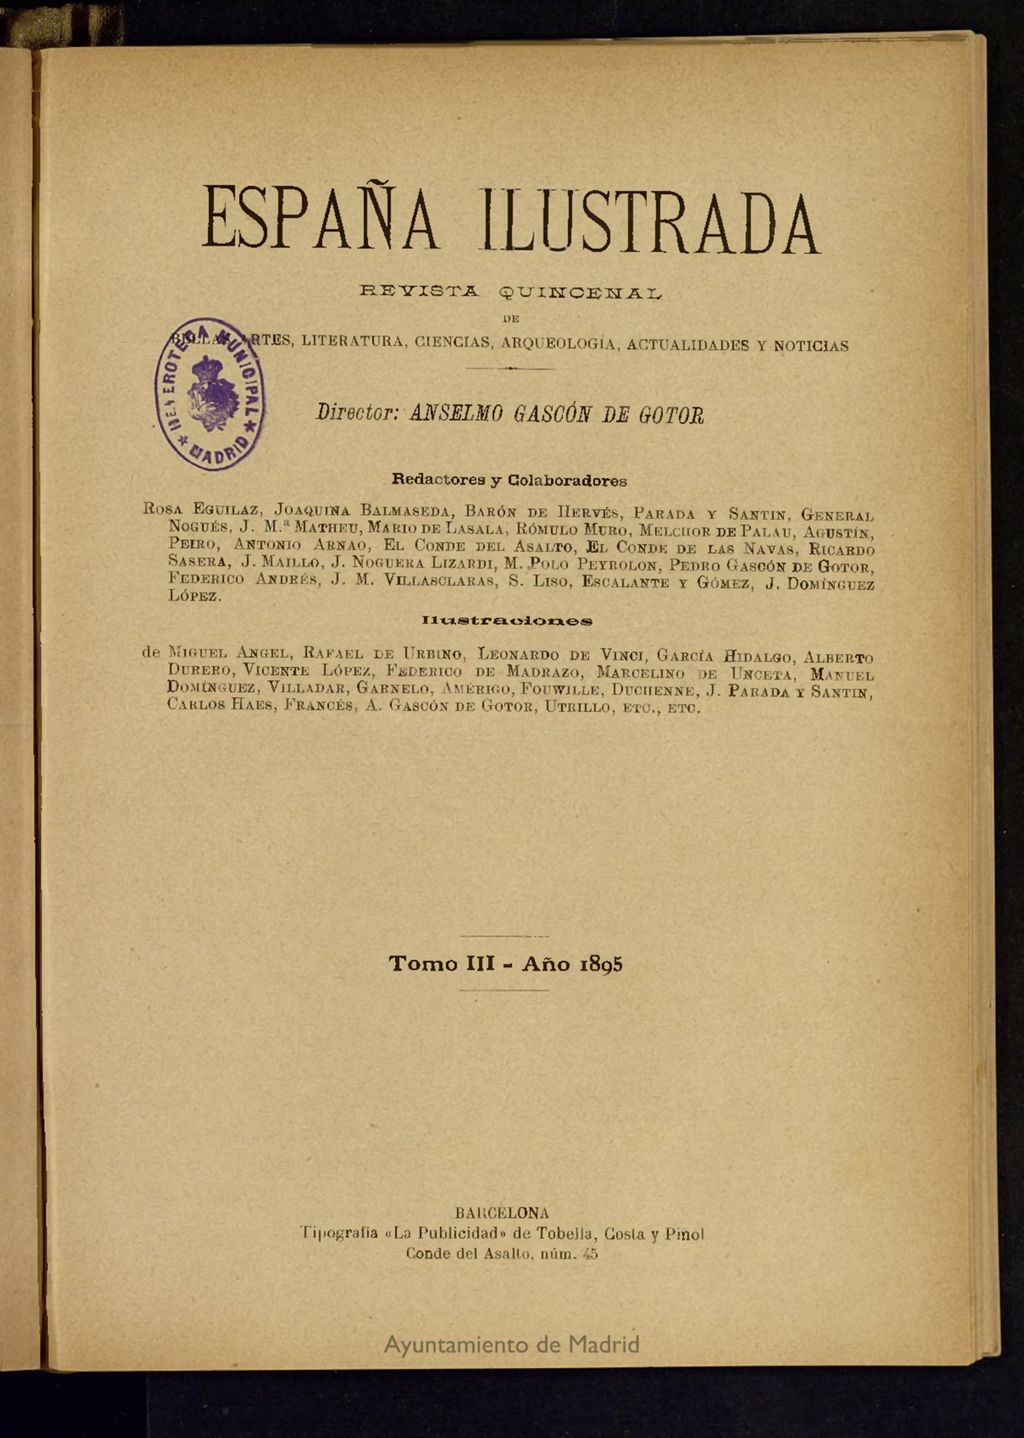 ESPAÑA ILUSTRADA
REVISTA QUINCENAL
DE
BELLAS ARTES, LITERATURA, CIENCIAS, ARQUEOLOGÍA, ACTUALIDADES Y NOTICIAS
HEMEROTECA MUNICIPAL
MADRID
Director: ANSELMO GASCÓN DE GOTOR
Redactores y Colaboradores
ROSA EGUILAZ, JOAQUINA BALMASEDA, BARÓN DE HERVÉS, PARADA Y SANTIN, GENERAL
NOGUÉS, J. M.ª MATHEU, MARIO DE LASALA, RÓMULO MURO, MELCHOR DE PALAU, AGUSTÍN,
PEIRO, ANTONIO ARNAO, EL CONDE DEL ASALTO, EL CONDE DE LAS NAVAS, RICARDO
SASERA, J. MAILLO, J. NOGUERA LIZARDI, M. POLO PEYROLON, PEDRO GASCÓN DE GOTOR,
FEDERICO ANDRÉS, J. M. VILLASCLARAS, S. LISO, ESCALANTE Y GÓMEZ, J. DOMÍNGUEZ
LÓPEZ.
Ilustraciones
de MIGUEL ANGEL, RAFAEL DE URBINO, LEONARDO DE VINCI, GARCÍA HIDALGO, ALBERTO
DURERO, VICENTE LÓPEZ, FEDERICO DE MADRAZO, MARCELINO DE UNCETA, MANUEL
DOMÍNGUEZ, VILLADAR, GARNELO, AMÉRIGO, FOUWILLE, DUCHENNE, J. PARADA Y SANTIN,
CARLOS HAES, FRANCÉS, A. GASCÓN DE GOTOR, UTRILLO, ETC., ETC.
Tomo III - Año 1895
BARCELONA
Tipografía «La Publicidad» de Tobella, Costa y Piñol
Conde del Asalto, núm. 45
Ayuntamiento de Madrid